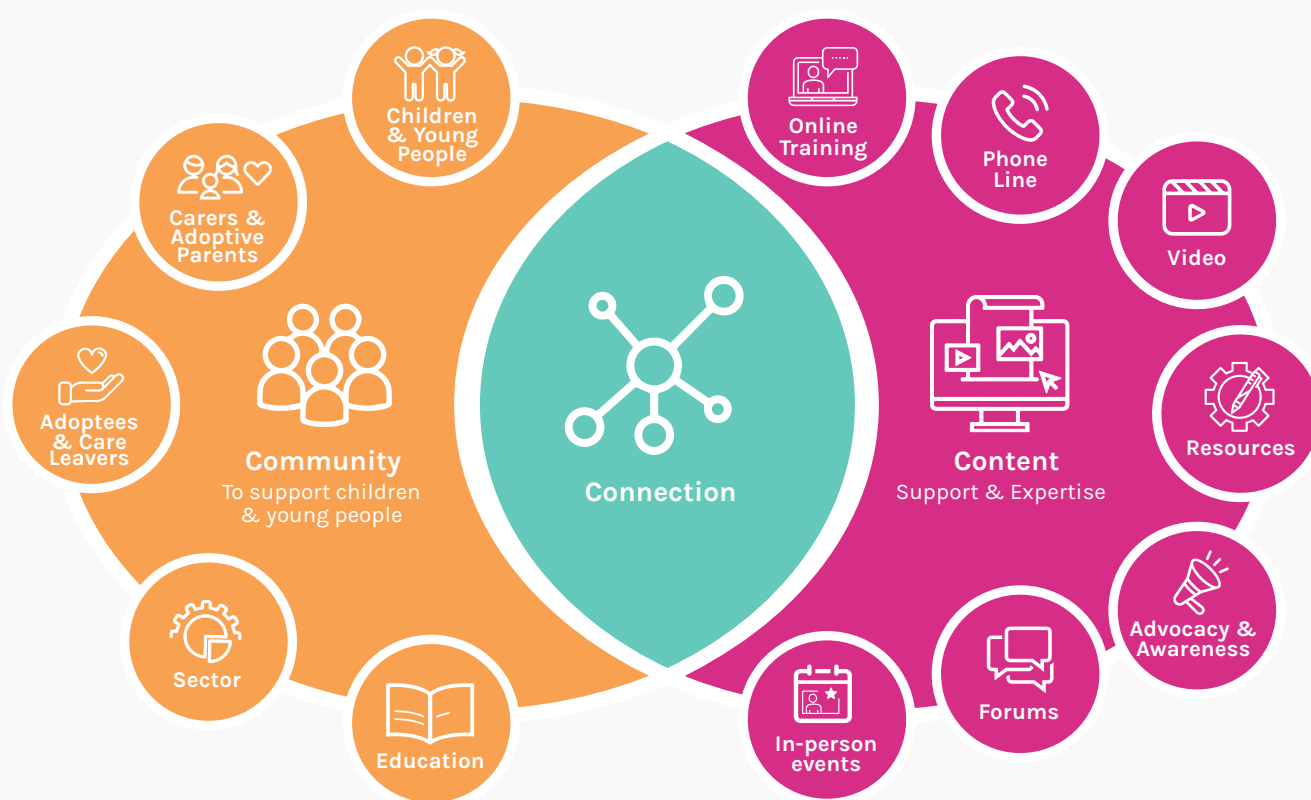 Children
& Young
People
Carers &
Adoptive
Parents
Adoptees
& Care
Leavers
Community
To support children
& young people
Sector
Education
Connection
Online
Training
Phone
Line
Video
Resources
Content
Support & Expertise
Advocacy &
Awareness
Forums
In-person
events